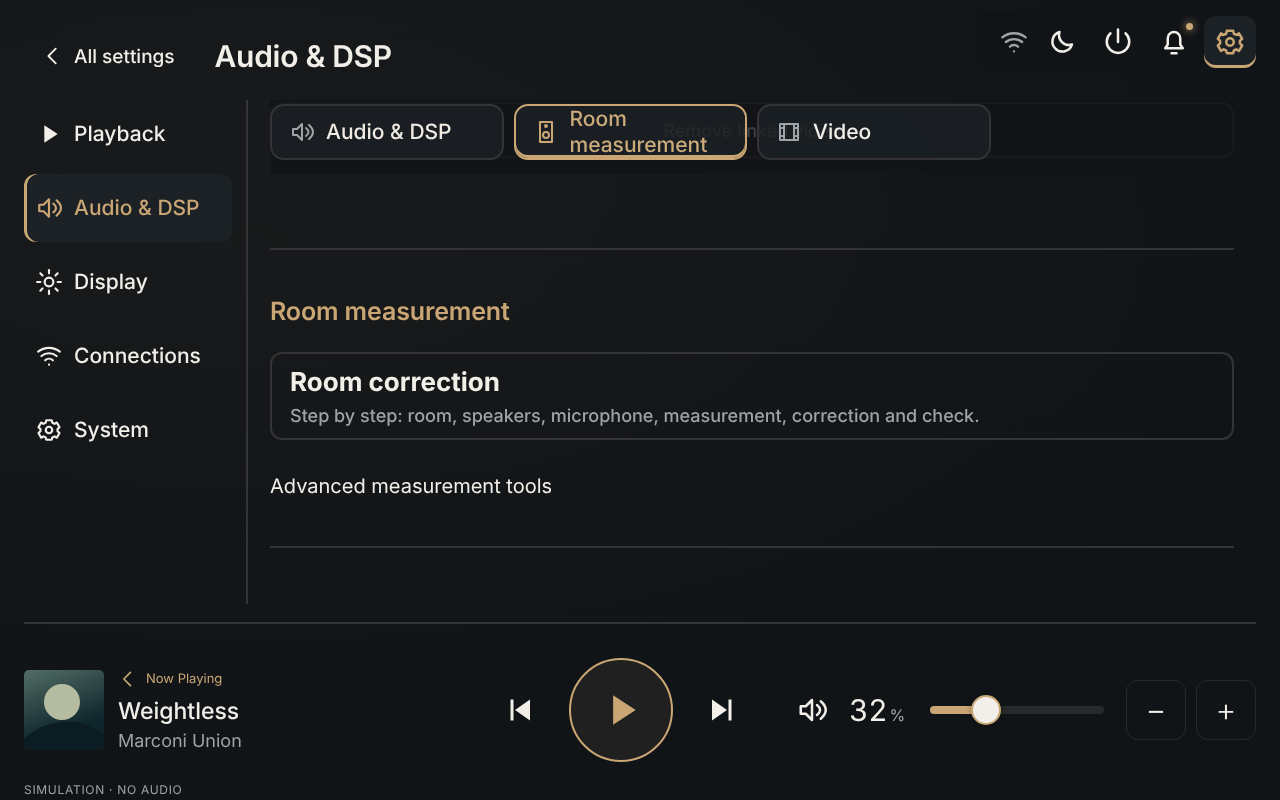 All settings
Audio & DSP
Playback
Audio & DSP
Display
Connections
System
Audio & DSP
Room
measurement
Video
Room measurement
Room correction
Step by step: room, speakers, microphone, measurement, correction and check.
Advanced measurement tools
Now Playing
Weightless
Marconi Union
32%
SIMULATION · NO AUDIO